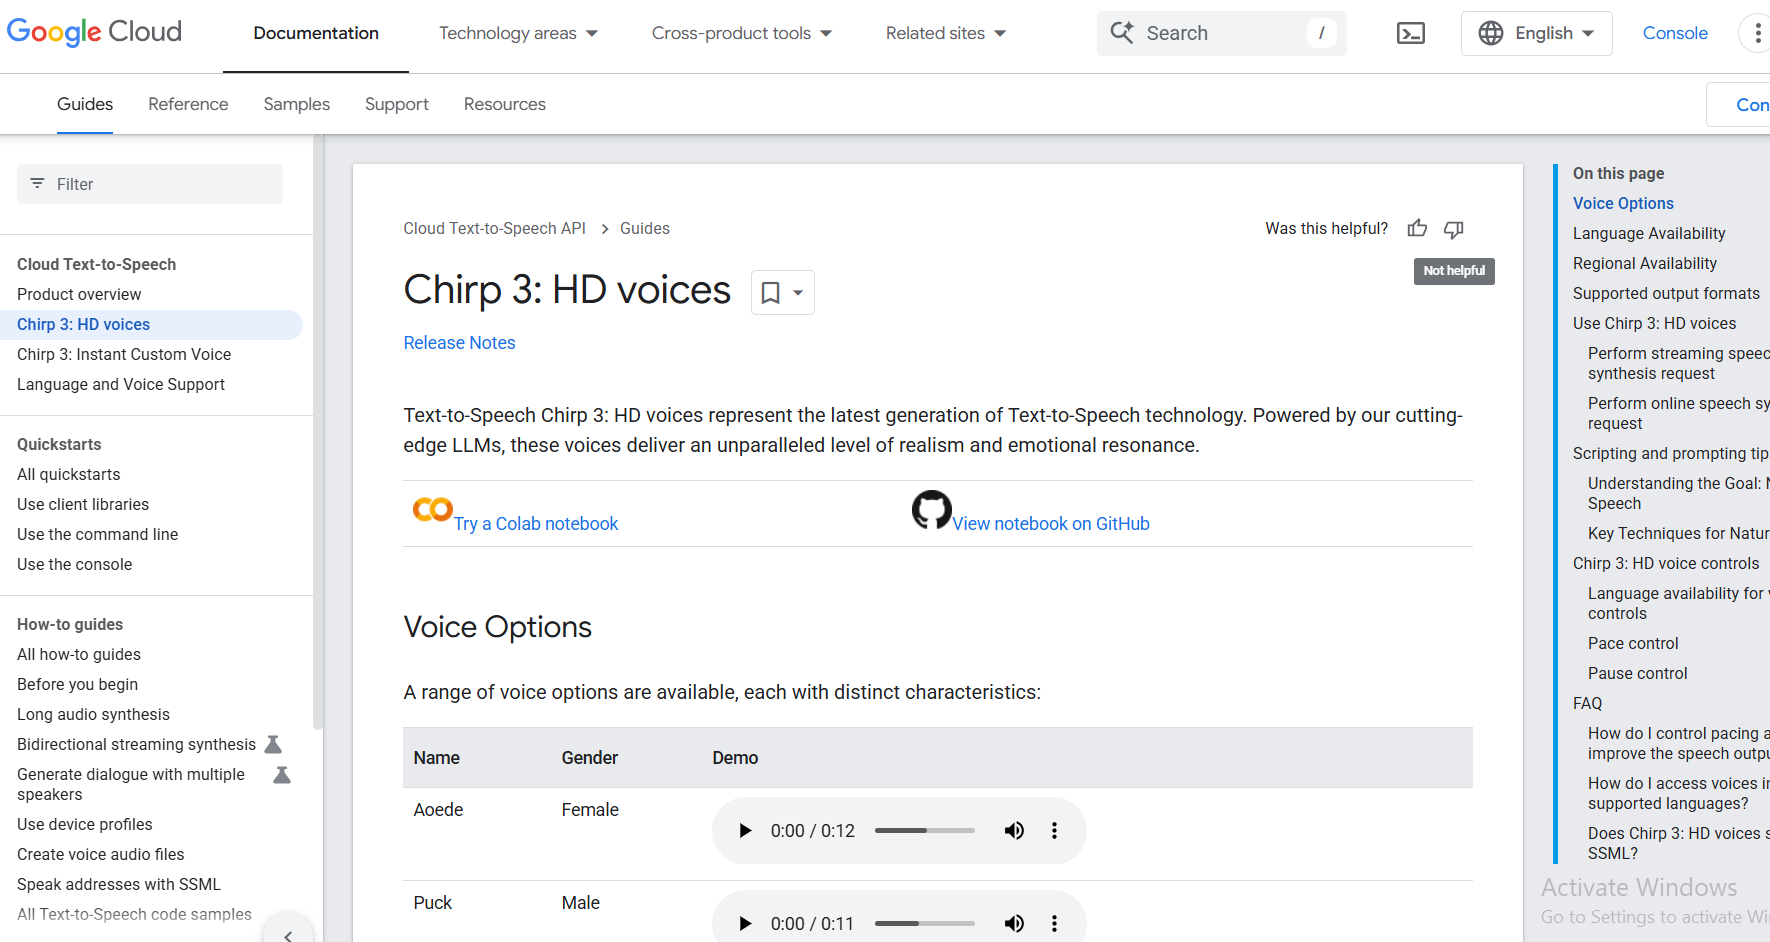 Google Cloud
Documentation
Technology areas
Cross-product tools
Related sites
Search
/
English
Console
Guides
Reference
Samples
Support
Resources
Con
Filter
Cloud Text-to-Speech
Product overview
Chirp 3: HD voices
Chirp 3: Instant Custom Voice
Language and Voice Support
Quickstarts
All quickstarts
Use client libraries
Use the command line
Use the console
How-to guides
All how-to guides
Before you begin
Long audio synthesis
Bidirectional streaming synthesis
Generate dialogue with multiple
speakers
Use device profiles
Create voice audio files
Speak addresses with SSML
All Text-to-Speech code samples
Cloud Text-to-Speech API
Guides
Was this helpful?
Not helpful
Chirp 3: HD voices
Release Notes
Text-to-Speech Chirp 3: HD voices represent the latest generation of Text-to-Speech technology. Powered by our cutting-
edge LLMs, these voices deliver an unparalleled level of realism and emotional resonance.
Try a Colab notebook
View notebook on GitHub
Voice Options
A range of voice options are available, each with distinct characteristics:
Name Gender Demo
Aoede Female 0:00 / 0:12
Puck Male 0:00 / 0:11
On this page
Voice Options
Language Availability
Regional Availability
Supported output formats
Use Chirp 3: HD voices
Perform streaming speec
synthesis request
Perform online speech sy
request
Scripting and prompting tip
Understanding the Goal: N
Speech
Key Techniques for Natur
Chirp 3: HD voice controls
Language availability for v
controls
Pace control
Pause control
FAQ
How do I control pacing a
improve the speech outpu
How do I access voices in
supported languages?
Does Chirp 3: HD voices s
SSML?
Activate Windows
Go to Settings to activate Wi